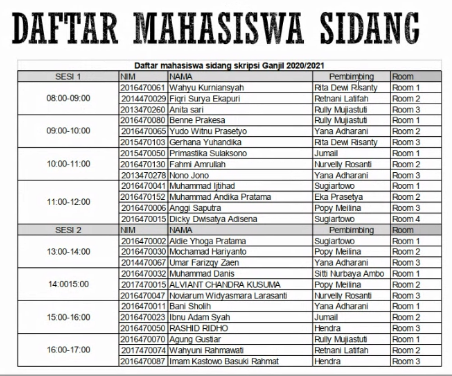 DAFTAR MAHASISWA SIDANG
Daftar mahasiswa sidang skripsi Ganjil 2020/2021
SESI 1 NIM NAMA Pembimbing Room
08:00-09:00
2016470061 Wahyu Kurniansyah Rita Dewi Risanty Room 1
2014470029 Fiqri Surya Ekapuri Retnani Latifah Room 2
2013470260 Anita sari Rully Mujiastuti Room 3
09:00-10:00
2016470080 Benne Prakesa Rully Mujiastuti Room 1
2016470065 Yudo Witnu Prasetyo Yana Adharani Room 2
2015470103 Gerhana Yuhandika Rita Dewi Risanty Room 3
10:00-11:00
2015470050 Primastika Sulaksono Jumail Room 1
2016470130 Fahmi Amrullah Nurvelly Rosanti Room 2
2013470278 Nono Jono Yana Adharani Room 3
11:00-12:00
2016470041 Muhammad Ijtihad Sugiartowo Room 1
2016470152 Muhammad Andika Pratama Eka Prasetya Room 2
2016470006 Anggi Saputra Popy Meilina Room 3
2016470015 Dicky Dwisatya Adisena Sugiartowo Room 4
SESI 2 NIM NAMA Pembimbing Room
13:00-14:00
2016470002 Aldie Yhoga Pratama Sugiartowo Room 1
2016470030 Mochamad Hariyanto Popy Meilina Room 2
2014470067 Umar Farizqy Zaen Yana Adharani Room 3
14:0015:00
2016470032 Muhammad Danis Sitti Nurbaya Ambo Room 1
2017470015 ALVIANT CHANDRA KUSUMA Popy Meilina Room 2
2016470047 Noviarum Widyasmara Larasanti Nurvelly Rosanti Room 3
15:00-16:00
2016470011 Bani Sholih Yana Adharani Room 1
2016470023 Ibnu Adam Syah Jumail Room 2
2016470050 RASHID RIDHO Hendra Room 3
16:00-17:00
2016470070 Agung Gustiar Rully Mujiastuti Room 1
2017470074 Wahyuni Rahmawati Retnani Latifah Room 2
2016470087 Imam Kastowo Basuki Rahmat Hendra Room 3